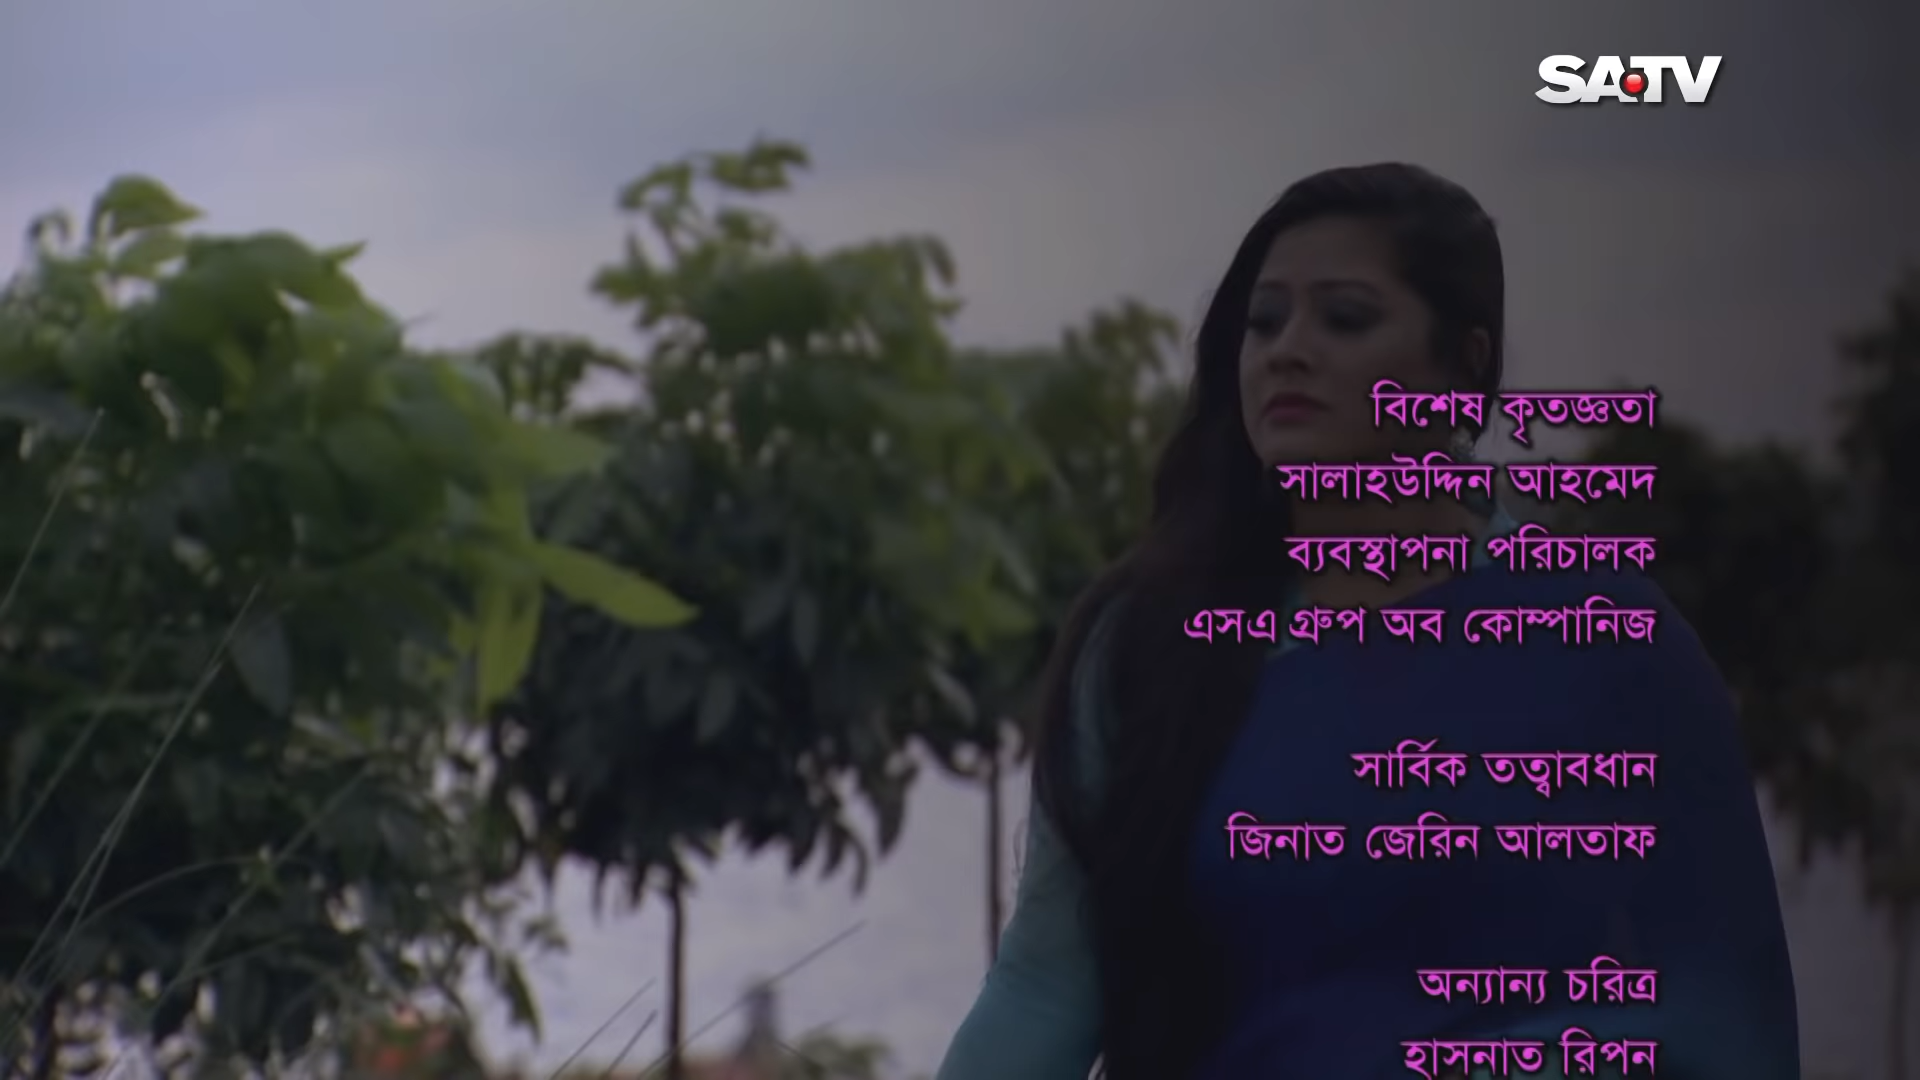 SATV
বিশেষ কৃতজ্ঞতা
সালাহউদ্দিন আহমেদ
ব্যবস্থাপনা পরিচালক
এসএ গ্রুপ অব কোম্পানিজ
সার্বিক তত্ত্বাবধান
জিনাত জেরিন আলতাফ
অন্যান্য চরিত্র
হাসনাত রিপন